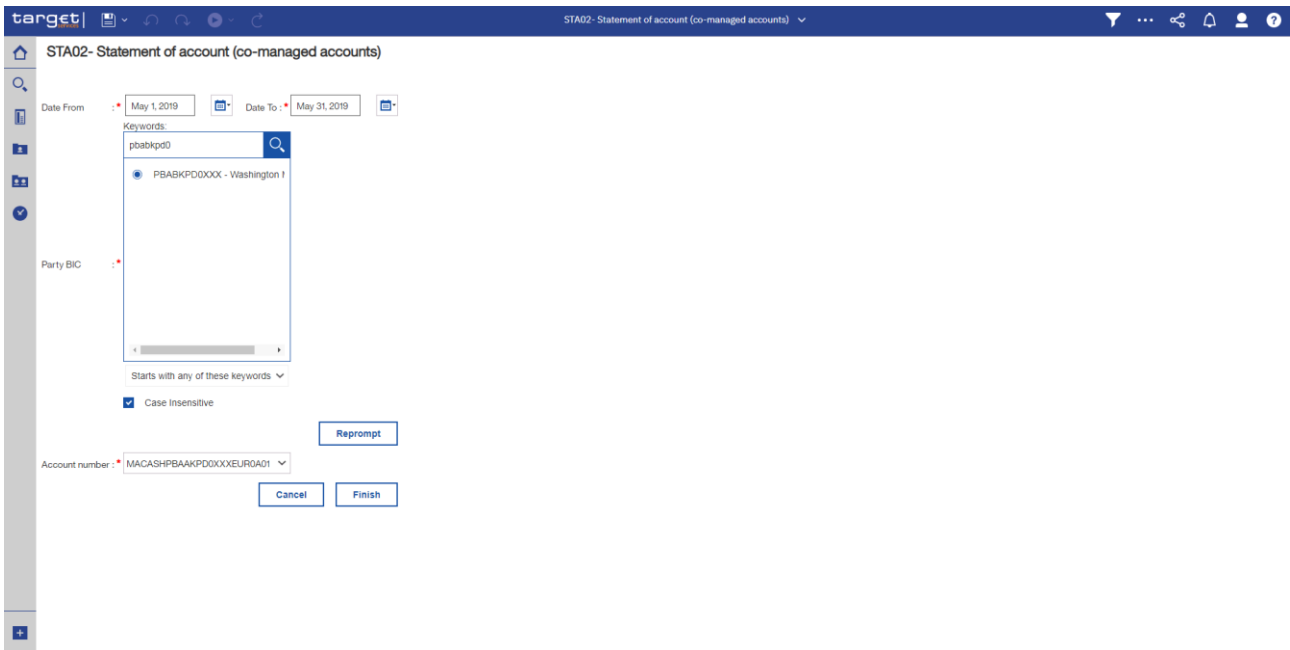 target|
SERVICES
STA02- Statement of account (co-managed accounts)
STA02- Statement of account (co-managed accounts)
Date From :* May 1, 2019 Date To :* May 31, 2019
Keywords:
pbabkpd0
PBABKPD0XXX - Washington
Party BIC :*
Starts with any of these keywords
Case Insensitive
Reprompt
Account number :* MACASHPBAAKPD0XXXEUR0A01
Cancel Finish